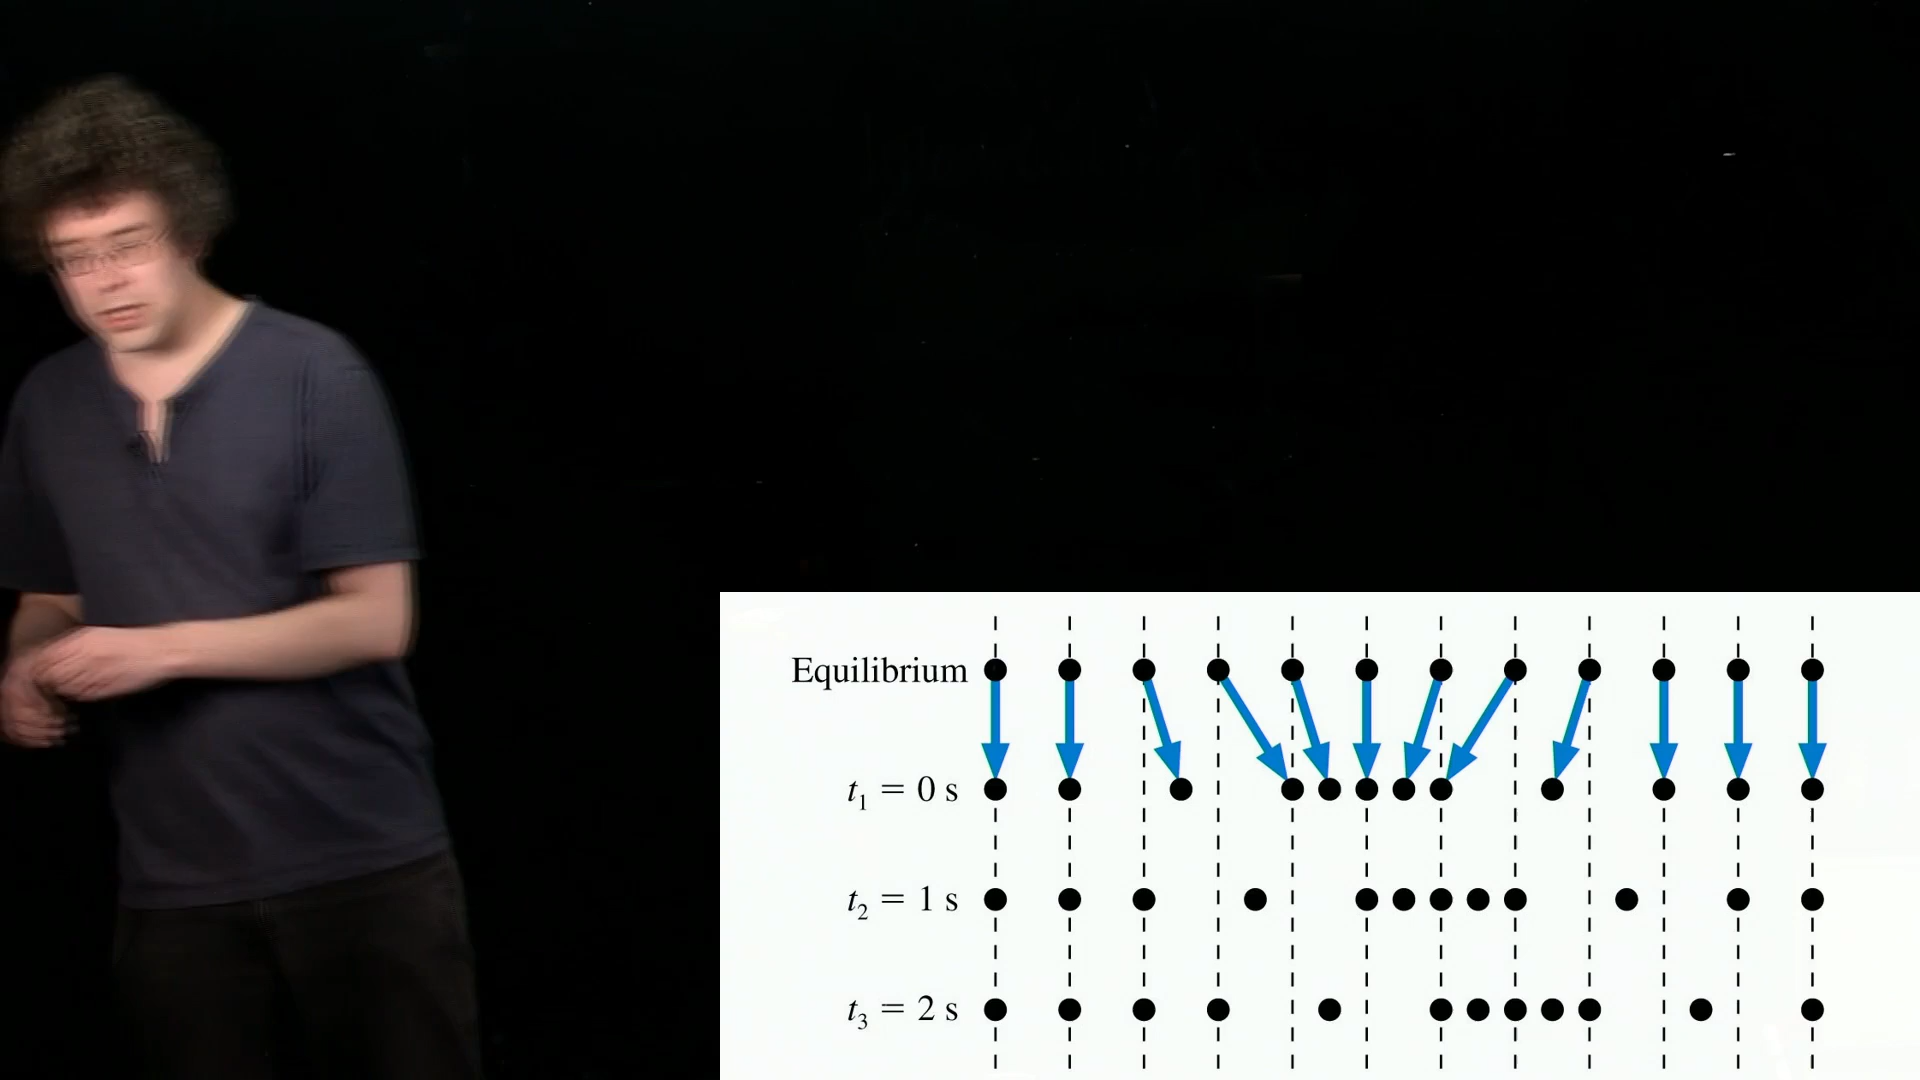 Equilibrium
t₁ = 0 s
t₂ = 1 s
t₃ = 2 s